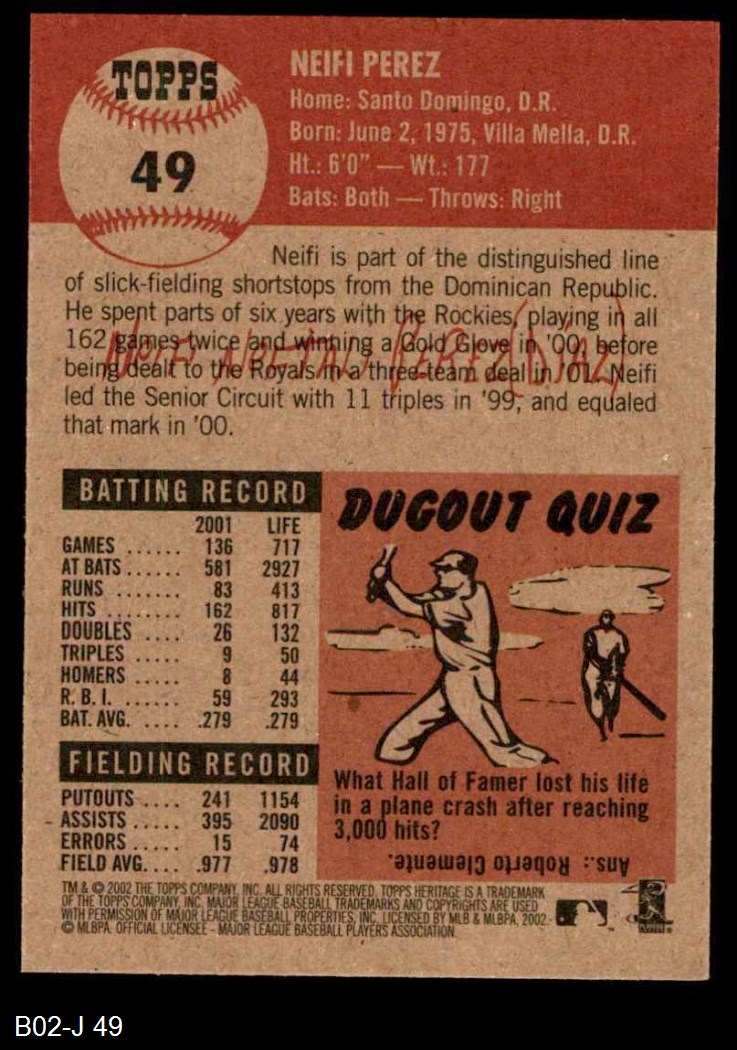 TOPPS
49
NEIFI PEREZ
Home: Santo Domingo, D.R.
Born: June 2, 1975, Villa Mella, D.R.
Ht.: 6'0" — Wt.: 177
Bats: Both — Throws: Right
Neifi is part of the distinguished line
of slick-fielding shortstops from the Dominican Republic.
He spent parts of six years with the Rockies, playing in all
162 games twice and winning a Gold Glove in '00, before
being dealt to the Royals in a three-team deal in '01. Neifi
led the Senior Circuit with 11 triples in '99, and equaled
that mark in '00.
Neifi Neftali Perez (Diaz)
BATTING RECORD
2001 LIFE
GAMES ...... 136 717
AT BATS...... 581 2927
RUNS ...... 83 413
HITS ........ 162 817
DOUBLES .... 26 132
TRIPLES ..... 9 50
HOMERS ..... 8 44
R.B.I. ...... 59 293
BAT. AVG. .... .279 .279
FIELDING RECORD
PUTOUTS .... 241 1154
ASSISTS ..... 395 2090
ERRORS ..... 15 74
FIELD AVG.... .977 .978
DUGOUT QUIZ
What Hall of Famer lost his life
in a plane crash after reaching
3,000 hits?
Ans.: Roberto Clemente.
TM & © 2002 THE TOPPS COMPANY, INC. ALL RIGHTS RESERVED. TOPPS HERITAGE IS A TRADEMARK
OF THE TOPPS COMPANY, INC. MAJOR LEAGUE BASEBALL TRADEMARKS AND COPYRIGHTS ARE USED
WITH PERMISSION OF MAJOR LEAGUE BASEBALL PROPERTIES, INC. LICENSED BY MLB & MLBPA, 2002.
© MLBPA. OFFICIAL LICENSEE - MAJOR LEAGUE BASEBALL PLAYERS ASSOCIATION.
B02-J 49